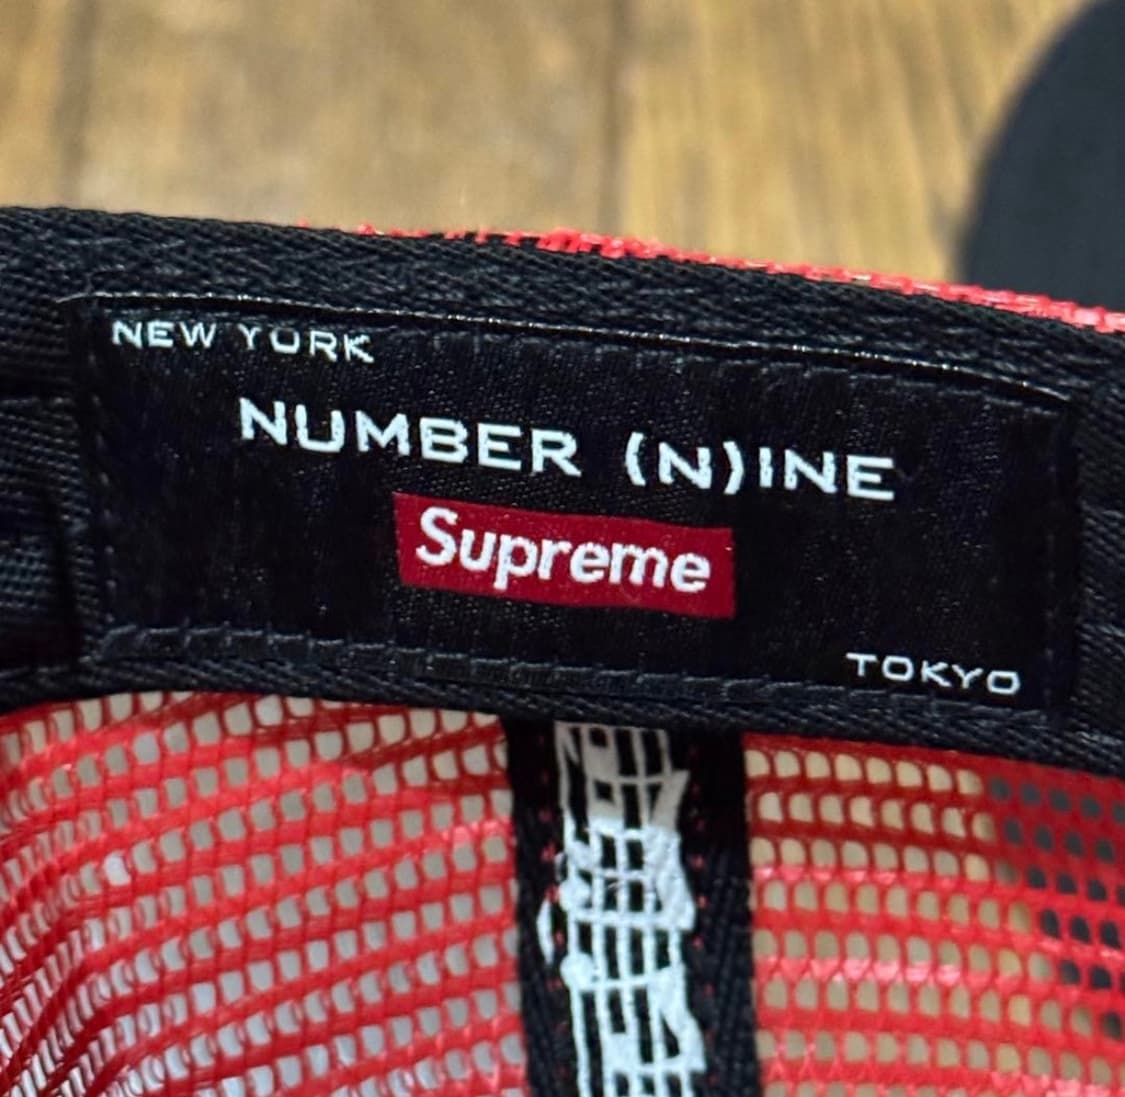 NEW YORK
NUMBER (N)INE
Supreme
TOKYO